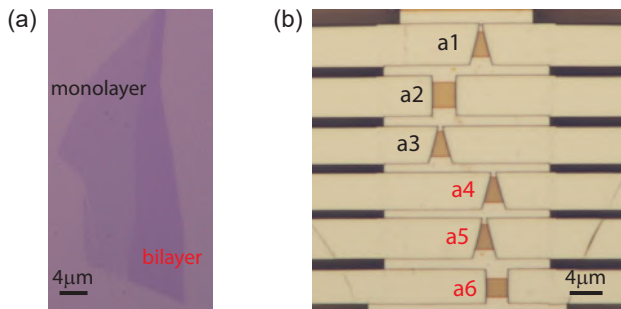 (a)
monolayer
bilayer
4μm
(b)
a1
a2
a3
a4
a5
a6
4μm